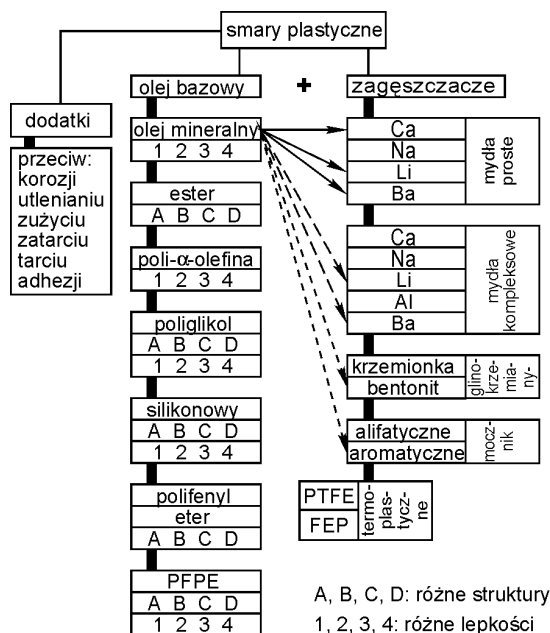 smary plastyczne
olej bazowy
+
zagęszczacze
dodatki
przeciw:
korozji
utlenianiu
zużyciu
zatarciu
tarciu
adhezji
olej mineralny
1 2 3 4
ester
A B C D
poli-α-olefina
1 2 3 4
poliglikol
A B C D
1 2 3 4
silikonowy
A B C D
1 2 3 4
polifenyl
eter
A B C D
PFPE
A B C D
1 2 3 4
Ca
Na
Li
Ba
mydła
proste
Ca
Na
Li
Al
Ba
mydła
kompleksowe
krzemionka
bentonit
glino-
krze-
mia-
ny-
alifatyczne
aromatyczne
mocz-
nik
PTFE
FEP
termo-
plas-
tycz-
ne
A, B, C, D: różne struktury
1, 2, 3, 4: różne lepkości